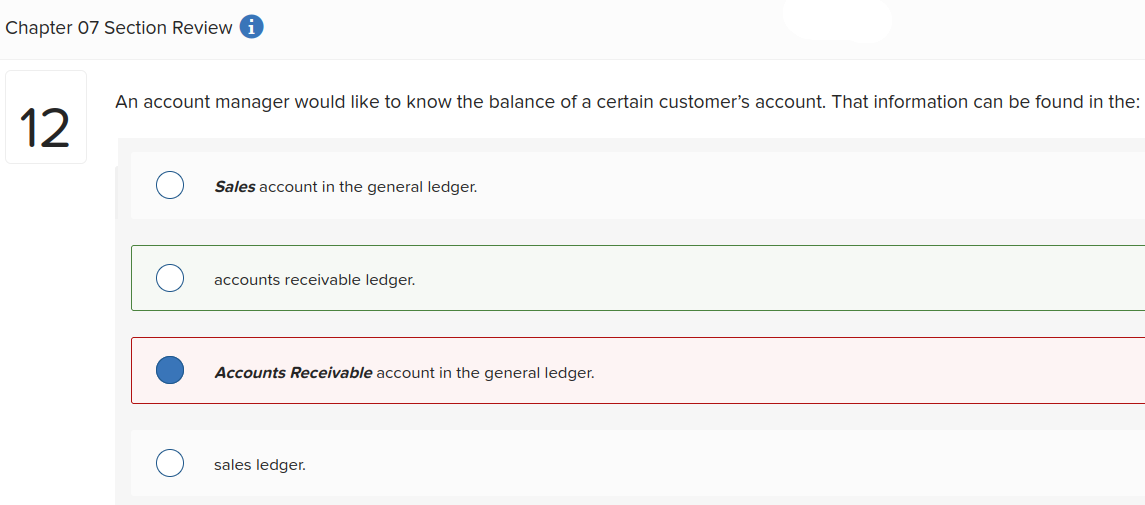 Chapter 07 Section Review i
12
An account manager would like to know the balance of a certain customer’s account. That information can be found in the:
Sales account in the general ledger.
accounts receivable ledger.
Accounts Receivable account in the general ledger.
sales ledger.